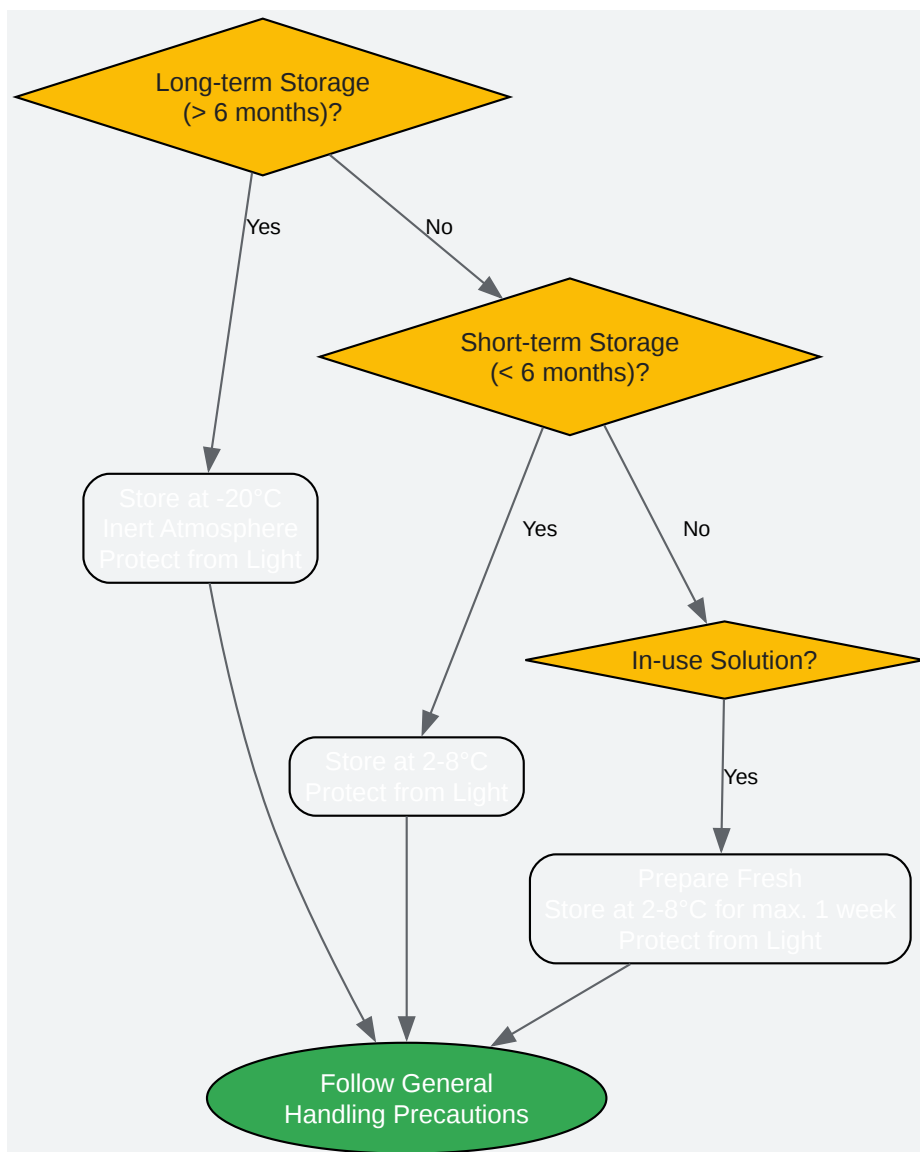 Long-term Storage
(> 6 months)?
Yes
No
Short-term Storage
(< 6 months)?
Store at -20°C
Inert Atmosphere
Protect from Light
Yes
No
In-use Solution?
Store at 2-8°C
Protect from Light
Yes
Prepare Fresh
Store at 2-8°C for max. 1 week
Protect from Light
Follow General
Handling Precautions